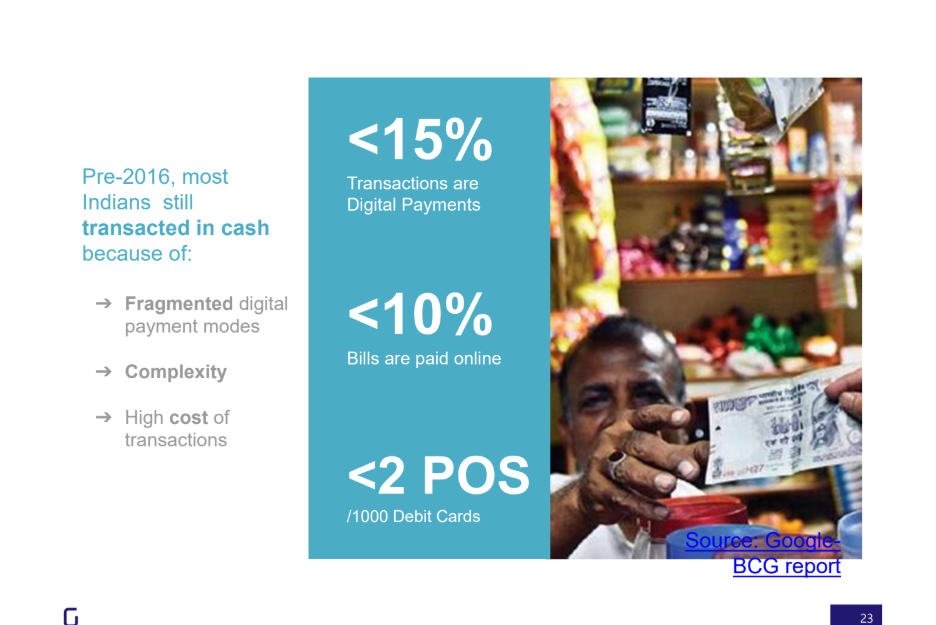 Pre-2016, most
Indians still
transacted in cash
because of:
➔ Fragmented digital
payment modes
➔ Complexity
➔ High cost of
transactions
<15%
Transactions are
Digital Payments
<10%
Bills are paid online
<2 POS
/1000 Debit Cards
Source: Google-
BCG report
23